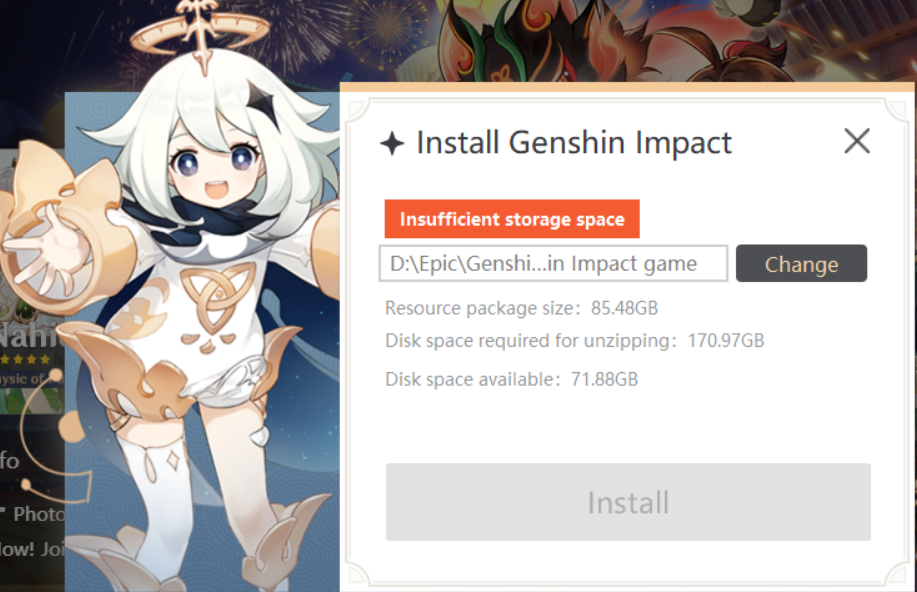 Install Genshin Impact
Insufficient storage space
D:\Epic\Genshi...in Impact game
Change
Resource package size: 85.48GB
Disk space required for unzipping: 170.97GB
Disk space available: 71.88GB
Install
Nahi
ysic of
fo
" Photo
Now! Joi